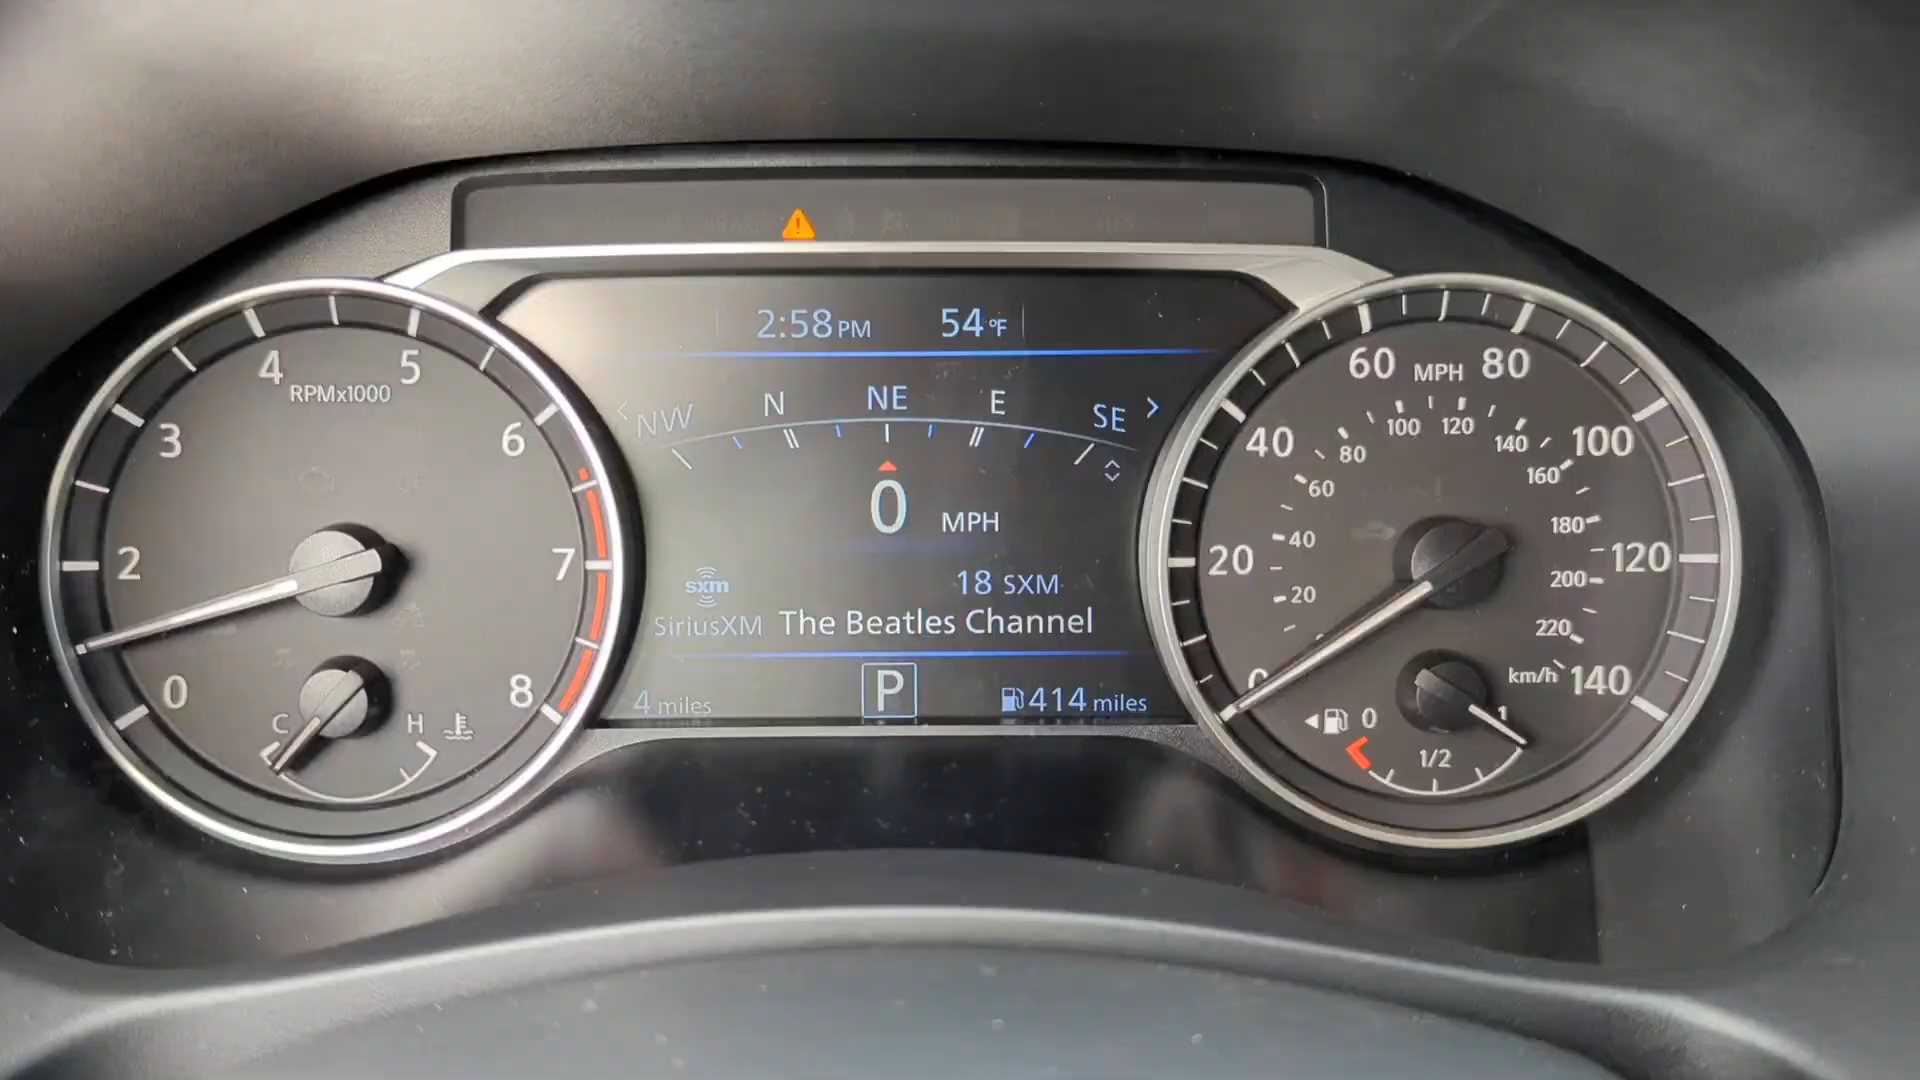 2:58 PM 54 °F
NW N NE E SE
0 MPH
sxm 18 SXM
SiriusXM The Beatles Channel
4 miles P 414 miles
RPMx1000
0 2 3 4 5 6 7 8
C H
MPH
0 20 40 60 80 100 120 140
20 40 60 80 100 120 140 160 180 200 220
km/h
0 1/2 1